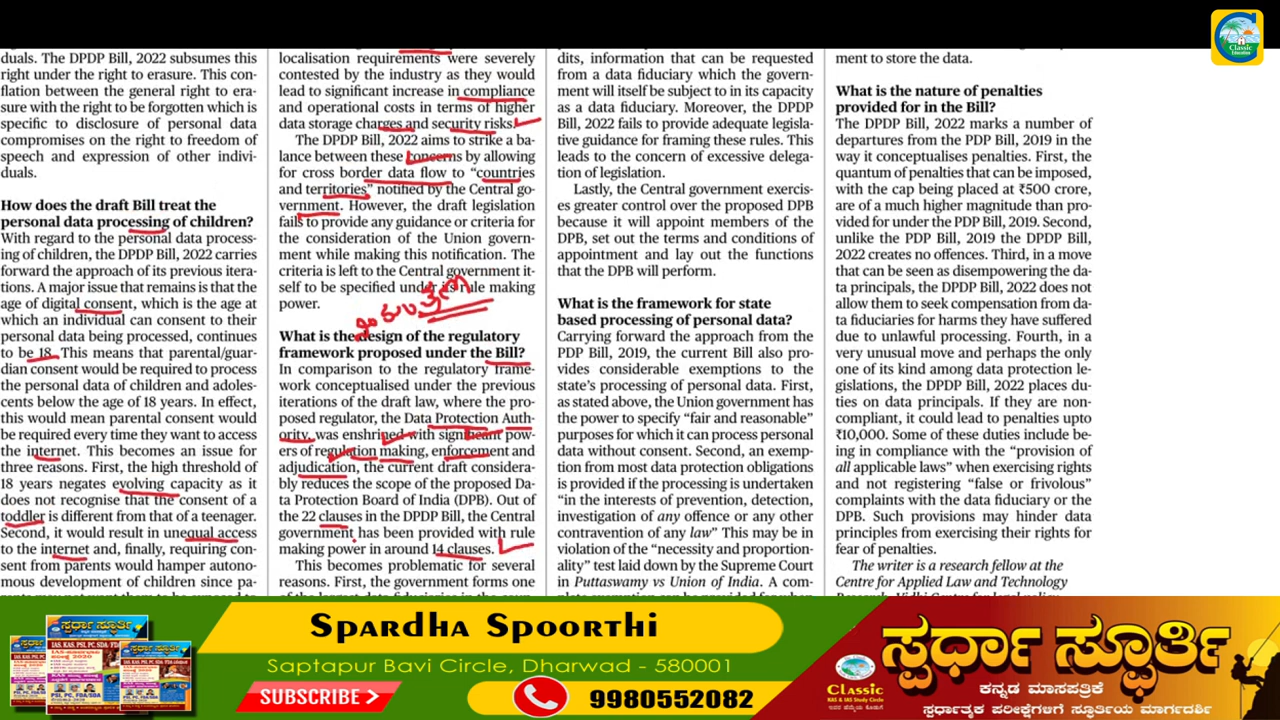 duals. The DPDP Bill, 2022 subsumes this
right under the right to erasure. This con-
flation between the general right to era-
sure with the right to be forgotten which is
specific to disclosure of personal data
compromises on the right to freedom of
speech and expression of other indivi-
duals.
How does the draft Bill treat the
personal data processing of children?
With regard to the personal data process-
ing of children, the DPDP Bill, 2022 carries
forward the approach of its previous itera-
tions. A major issue that remains is that the
age of digital consent, which is the age at
which an individual can consent to their
personal data being processed, continues
to be 18. This means that parental/guar-
dian consent would be required to process
the personal data of children and adoles-
cents below the age of 18 years. In effect,
this would mean parental consent would
be required every time they want to access
the internet. This becomes an issue for
three reasons. First, the high threshold of
18 years negates evolving capacity as it
does not recognise that the consent of a
toddler is different from that of a teenager.
Second, it would result in unequal access
to the internet and, finally, requiring con-
sent from parents would hamper autono-
mous development of children since pa-
localisation requirements were severely
contested by the industry as they would
lead to significant increase in compliance
and operational costs in terms of higher
data storage charges and security risks.
The DPDP Bill, 2022 aims to strike a ba-
lance between these concerns by allowing
for cross border data flow to “countries
and territories” notified by the Central go-
vernment. However, the draft legislation
fails to provide any guidance or criteria for
the consideration of the Union govern-
ment while making this notification. The
criteria is left to the Central government it-
self to be specified under its rule making
power.
What is the design of the regulatory
framework proposed under the Bill?
In comparison to the regulatory frame-
work conceptualised under the previous
iterations of the draft law, where the pro-
posed regulator, the Data Protection Auth-
ority was enshrined with significant pow-
ers of regulation making, enforcement and
adjudication, the current draft considera-
bly reduces the scope of the proposed Da-
ta Protection Board of India (DPB). Out of
the 22 clauses in the DPDP Bill, the Central
government has been provided with rule
making power in around 14 clauses.
This becomes problematic for several
reasons. First, the government forms one
dits, information that can be requested
from a data fiduciary which the govern-
ment will itself be subject to in its capacity
as a data fiduciary. Moreover, the DPDP
Bill, 2022 fails to provide adequate legisla-
tive guidance for framing these rules. This
leads to the concern of excessive delega-
tion of legislation.
Lastly, the Central government exercis-
es greater control over the proposed DPB
because it will appoint members of the
DPB, set out the terms and conditions of
appointment and lay out the functions
that the DPB will perform.
What is the framework for state
based processing of personal data?
Carrying forward the approach from the
PDP Bill, 2019, the current Bill also pro-
vides considerable exemptions to the
state’s processing of personal data. First,
as stated above, the Union government has
the power to specify “fair and reasonable”
purposes for which it can process personal
data without consent. Second, an exemp-
tion from most data protection obligations
is provided if the processing is undertaken
“in the interests of prevention, detection,
investigation of any offence or any other
contravention of any law” This may be in
violation of the “necessity and proportion-
ality” test laid down by the Supreme Court
in Puttaswamy vs Union of India. A com-
ment to store the data.
What is the nature of penalties
provided for in the Bill?
The DPDP Bill, 2022 marks a number of
departures from the PDP Bill, 2019 in the
way it conceptualises penalties. First, the
quantum of penalties that can be imposed,
with the cap being placed at ₹500 crore,
are of a much higher magnitude than pro-
vided for under the PDP Bill, 2019. Second,
unlike the PDP Bill, 2019 the DPDP Bill,
2022 creates no offences. Third, in a move
that can be seen as disempowering the da-
ta principals, the DPDP Bill, 2022 does not
allow them to seek compensation from da-
ta fiduciaries for harms they have suffered
due to unlawful processing. Fourth, in a
very unusual move and perhaps the only
one of its kind among data protection le-
gislations, the DPDP Bill, 2022 places du-
ties on data principals. If they are non-
compliant, it could lead to penalties upto
₹10,000. Some of these duties include be-
ing in compliance with the “provision of
all applicable laws” when exercising rights
and not registering “false or frivolous”
complaints with the data fiduciary or the
DPB. Such provisions may hinder data
principles from exercising their rights for
fear of penalties.
The writer is a research fellow at the
Centre for Applied Law and Technology
Classic
Education
Spardha Spoorthi
Saptapur Bavi Circle Dharwad - 580001
SUBSCRIBE >
9980552082
Classic
KAS & IAS Study Circle
ಸ್ಪರ್ಧಾ ಸ್ಫೂರ್ತಿ
ಕನ್ನಡ ಮಾಸಪತ್ರಿಕೆ
ಸ್ಪರ್ಧಾತ್ಮಕ ಪರೀಕ್ಷೆಗಳಿಗೆ ಸ್ಫೂರ್ತಿಯ ಮಾರ್ಗದರ್ಶಿ